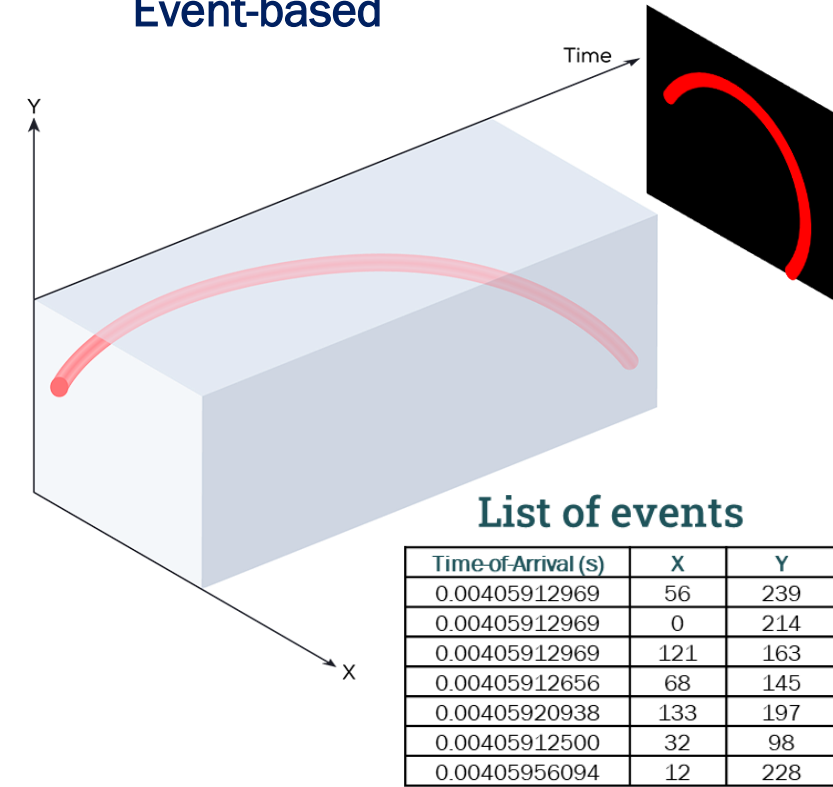 Event-based
Time
Y
X
List of events
Time-of-Arrival (s) X Y
0.00405912969 56 239
0.00405912969 0 214
0.00405912969 121 163
0.00405912656 68 145
0.00405920938 133 197
0.00405912500 32 98
0.00405956094 12 228